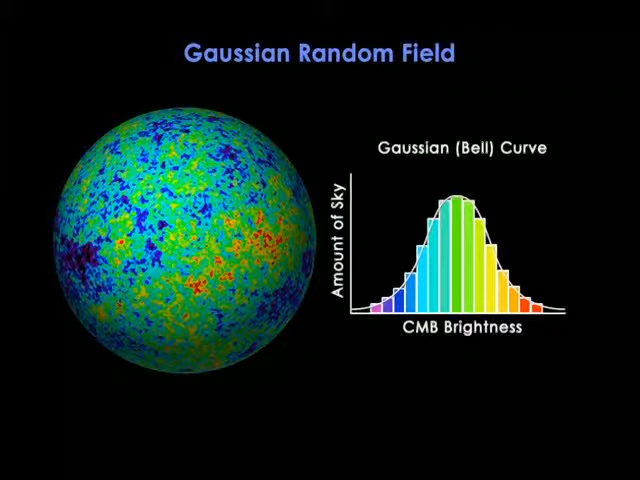 Gaussian Random Field
Gaussian (Bell) Curve
Amount of Sky
CMB Brightness